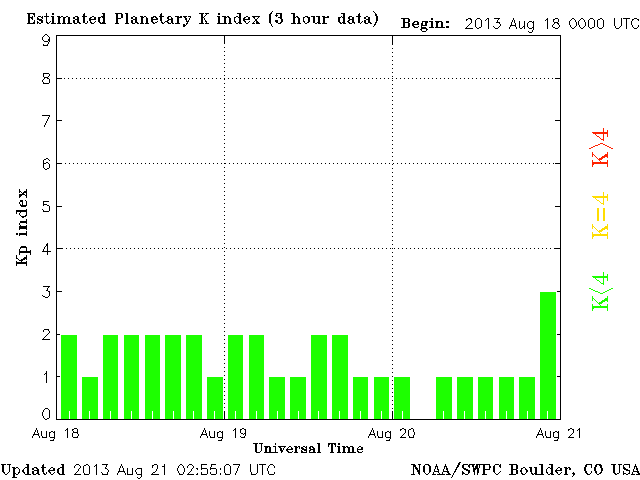 Estimated Planetary K index (3 hour data) Begin: 2013 Aug 18 0000 UTC
9
8
7
6
5
4
3
2
1
0
Kp index
K>4
K=4
K<4
Aug 18 Aug 19 Aug 20 Aug 21
Universal Time
Updated 2013 Aug 21 02:55:07 UTC NOAA/SWPC Boulder, CO USA